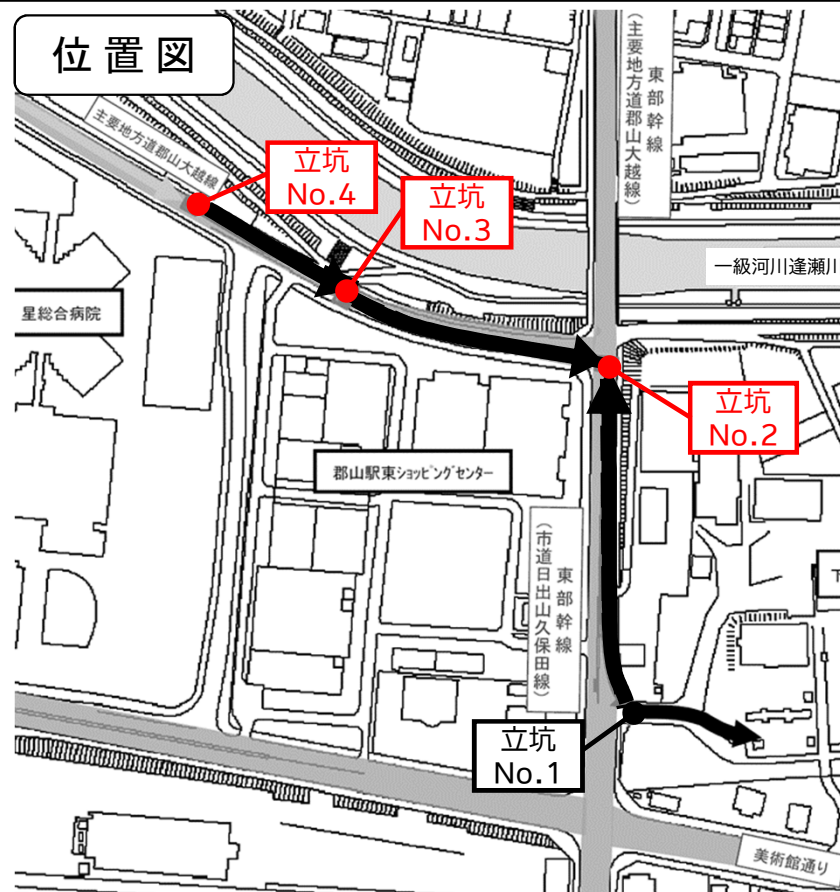 位置図
主要地方道郡山大越線
立坑
No.4
立坑
No.3
東部幹線
(主要地方道郡山大越線)
一級河川逢瀬川
星総合病院
立坑
No.2
郡山駅東ショッピングセンター
東部幹線
(市道日出山久保田線)
下
立坑
No.1
美術館通り